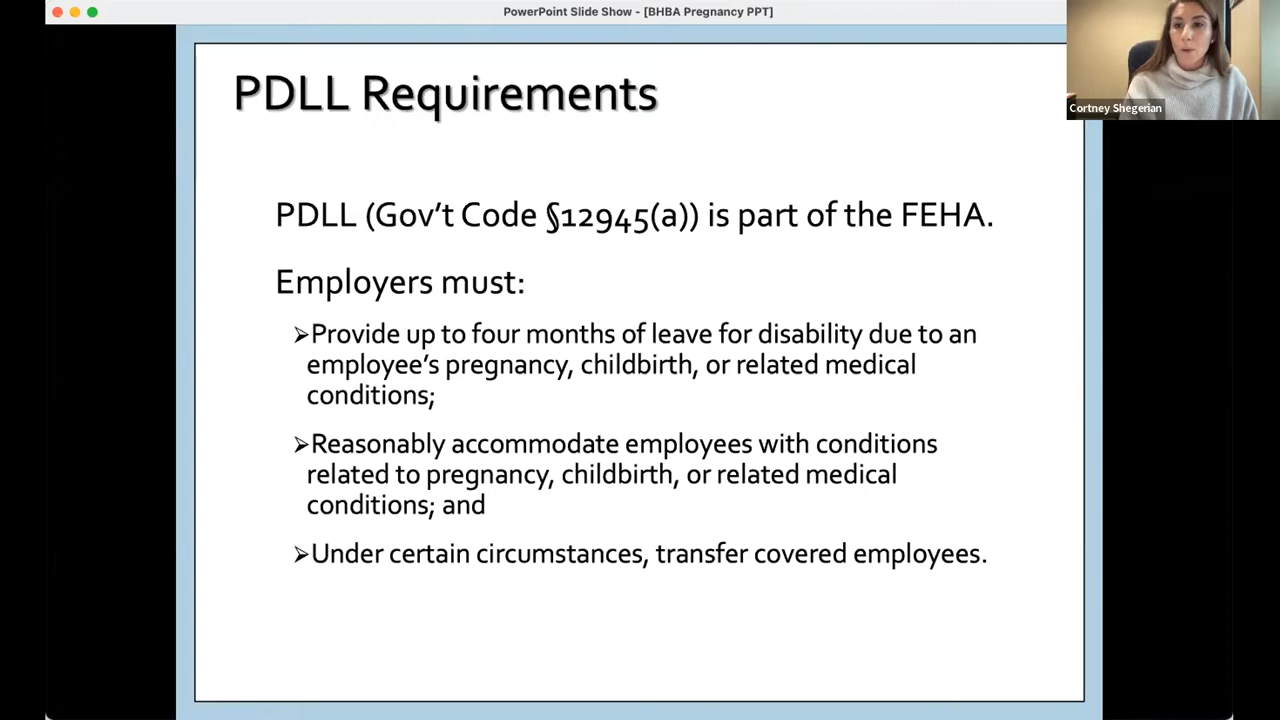 PowerPoint Slide Show - [BHBA Pregnancy PPT]
Cortney Shegerian
PDLL Requirements
PDLL (Gov't Code §12945(a)) is part of the FEHA.
Employers must:
➢Provide up to four months of leave for disability due to an
employee's pregnancy, childbirth, or related medical
conditions;
➢Reasonably accommodate employees with conditions
related to pregnancy, childbirth, or related medical
conditions; and
➢Under certain circumstances, transfer covered employees.